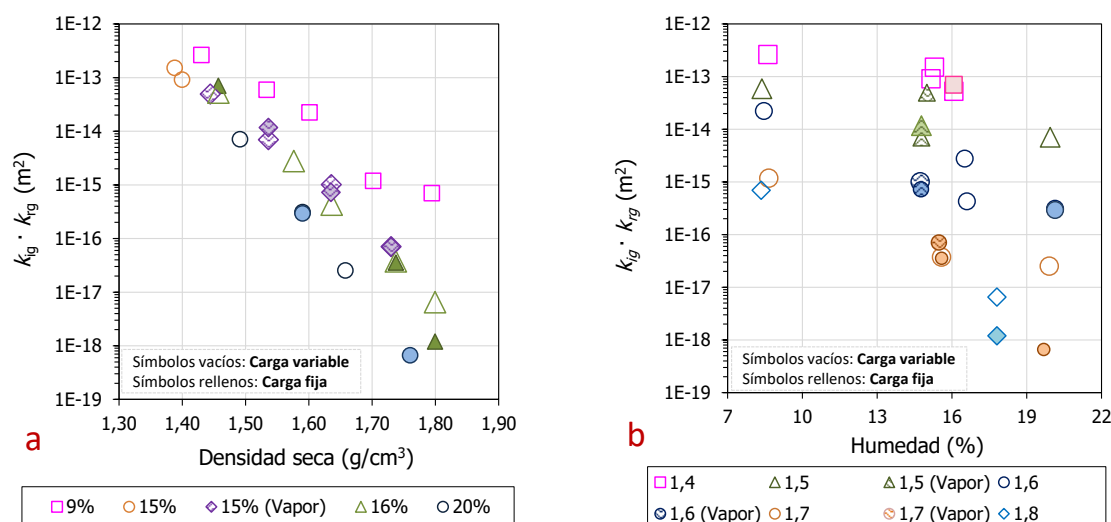 1E-12
1E-13
1E-14
1E-15
1E-16
1E-17
1E-18
1E-19
kig · krg (m²)
Símbolos vacíos: Carga variable
Símbolos rellenos: Carga fija
1,30 1,40 1,50 1,60 1,70 1,80 1,90
a
Densidad seca (g/cm³)
9% 15% 15% (Vapor) 16% 20%
1E-12
1E-13
1E-14
1E-15
1E-16
1E-17
1E-18
1E-19
kig · krg (m²)
Símbolos vacíos: Carga variable
Símbolos rellenos: Carga fija
7 10 13 16 19 22
b
Humedad (%)
1,4 1,5 1,5 (Vapor) 1,6
1,6 (Vapor) 1,7 1,7 (Vapor) 1,8